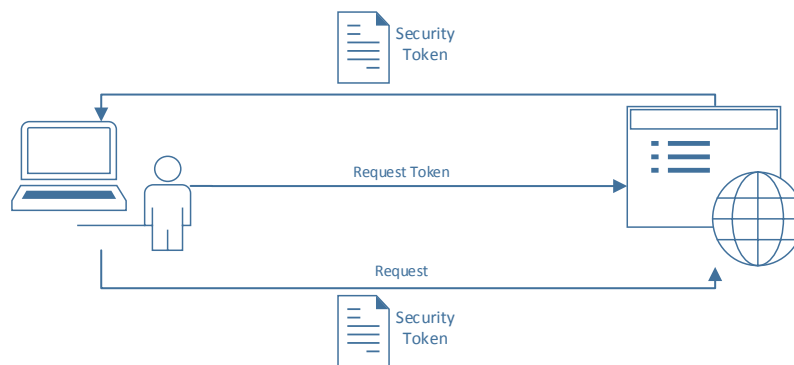 Security
Token
Request Token
Request
Security
Token